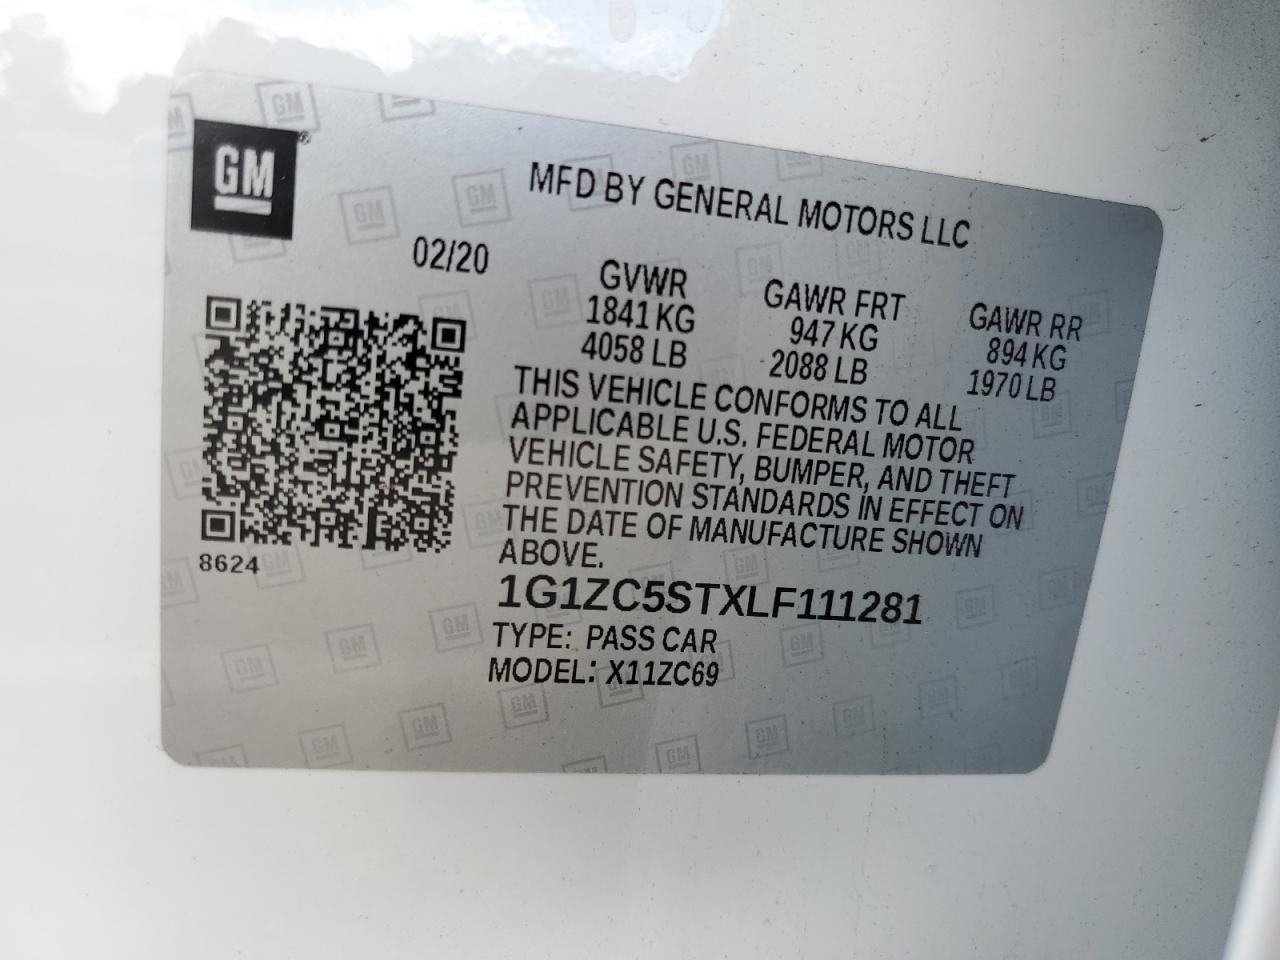 GM
MFD BY GENERAL MOTORS LLC
02/20
GVWR
1841 KG
4058 LB
GAWR FRT
947 KG
2088 LB
GAWR RR
894 KG
1970 LB
THIS VEHICLE CONFORMS TO ALL
APPLICABLE U.S. FEDERAL MOTOR
VEHICLE SAFETY, BUMPER, AND THEFT
PREVENTION STANDARDS IN EFFECT ON
THE DATE OF MANUFACTURE SHOWN
ABOVE.
8624
1G1ZC5STXLF111281
TYPE: PASS CAR
MODEL: X11ZC69